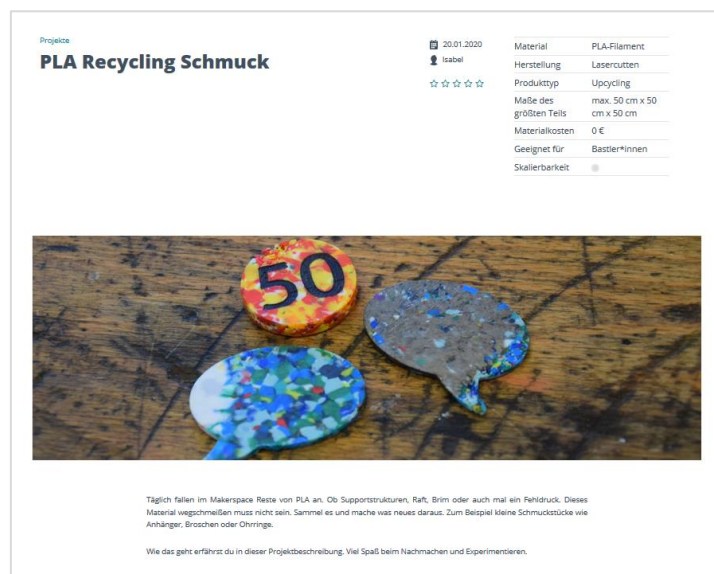 Projekte
PLA Recycling Schmuck
20.01.2020
Isabel
Material PLA-Filament
Herstellung Lasercutten
Produkttyp Upcycling
Maße des größten Teils max. 50 cm x 50 cm x 50 cm
Materialkosten 0 €
Geeignet für Bastler*innen
Skalierbarkeit
50
Täglich fallen im Makerspace Reste von PLA an. Ob Supportstrukturen, Raft, Brim oder auch mal ein Fehldruck. Dieses
Material wegschmeißen muss nicht sein. Sammel es und mache was neues daraus. Zum Beispiel kleine Schmuckstücke wie
Anhänger, Broschen oder Ohrringe.
Wie das geht erfährst du in dieser Projektbeschreibung. Viel Spaß beim Nachmachen und Experimentieren.